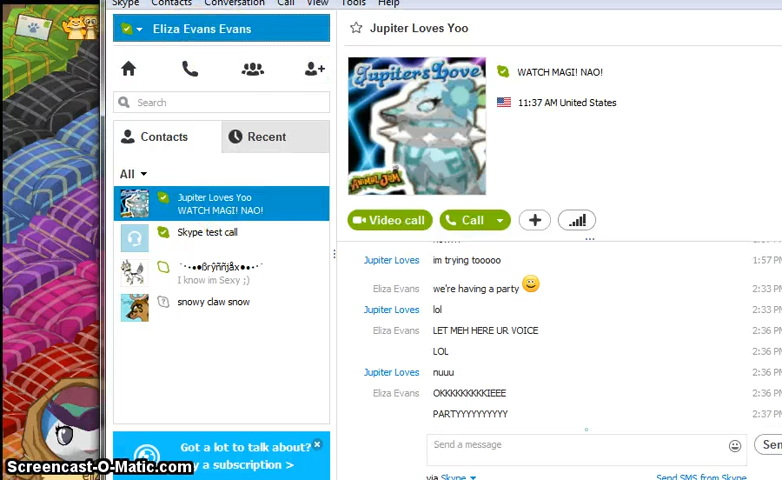 Skype Contacts Conversation Call View Tools Help
Eliza Evans Evans
Search
Contacts Recent
All
Jupiter Loves Yoo
WATCH MAGI! NAO!
Skype test call
I know im Sexy ;)
snowy claw snow
Got a lot to talk about?
y a subscription >
Screencast-O-Matic.com
Jupiter Loves Yoo
Jupiters Love
ANIMAL JAM
WATCH MAGI! NAO!
11:37 AM United States
Video call Call
Jupiter Loves im trying tooooo 1:57 PM
Eliza Evans we're having a party 2:33 PM
Jupiter Loves lol 2:33 PM
Eliza Evans LET MEH HERE UR VOICE 2:36 PM
LOL 2:36 PM
Jupiter Loves nuuu 2:36 PM
Eliza Evans OKKKKKKKKIEEE 2:36 PM
PARTYYYYYYYYYY 2:37 PM
Send a message Sen
via Skype Send SMS from Skype